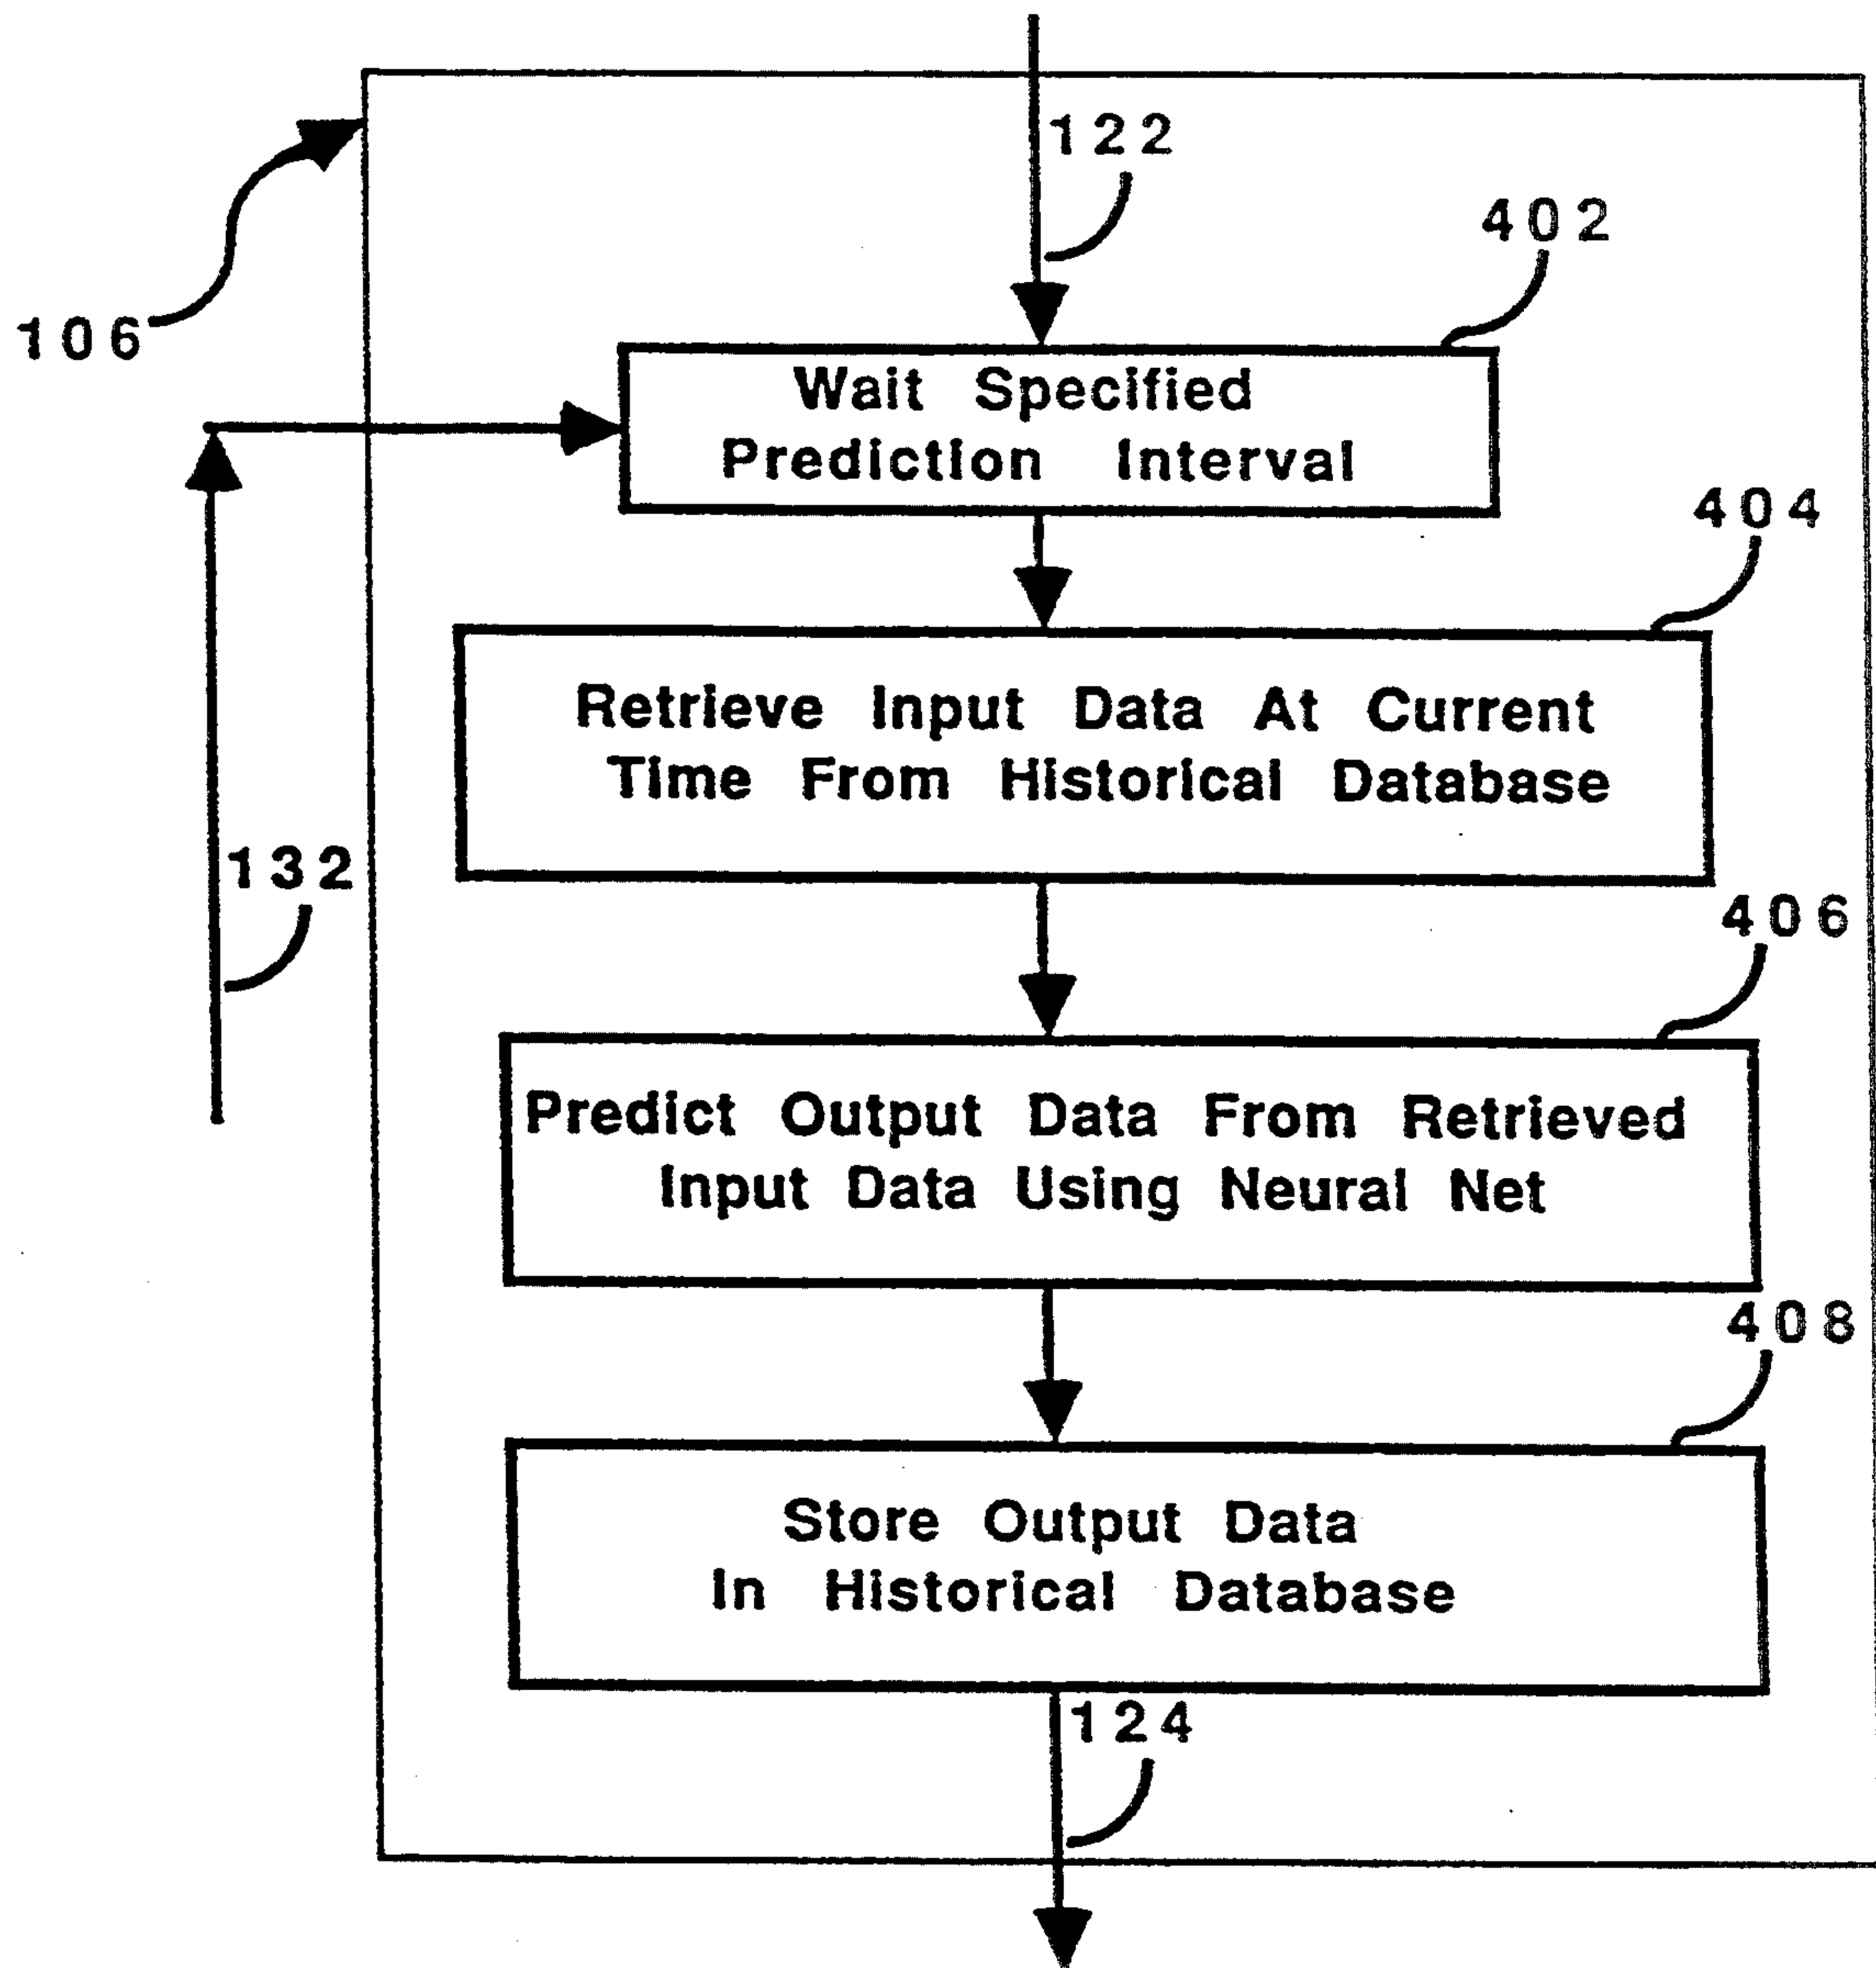 122
402
106
Wait Specified
Prediction Interval
404
Retrieve Input Data At Current
Time From Historical Database
132
406
Predict Output Data From Retrieved
Input Data Using Neural Net
408
Store Output Data
In Historical Database
124